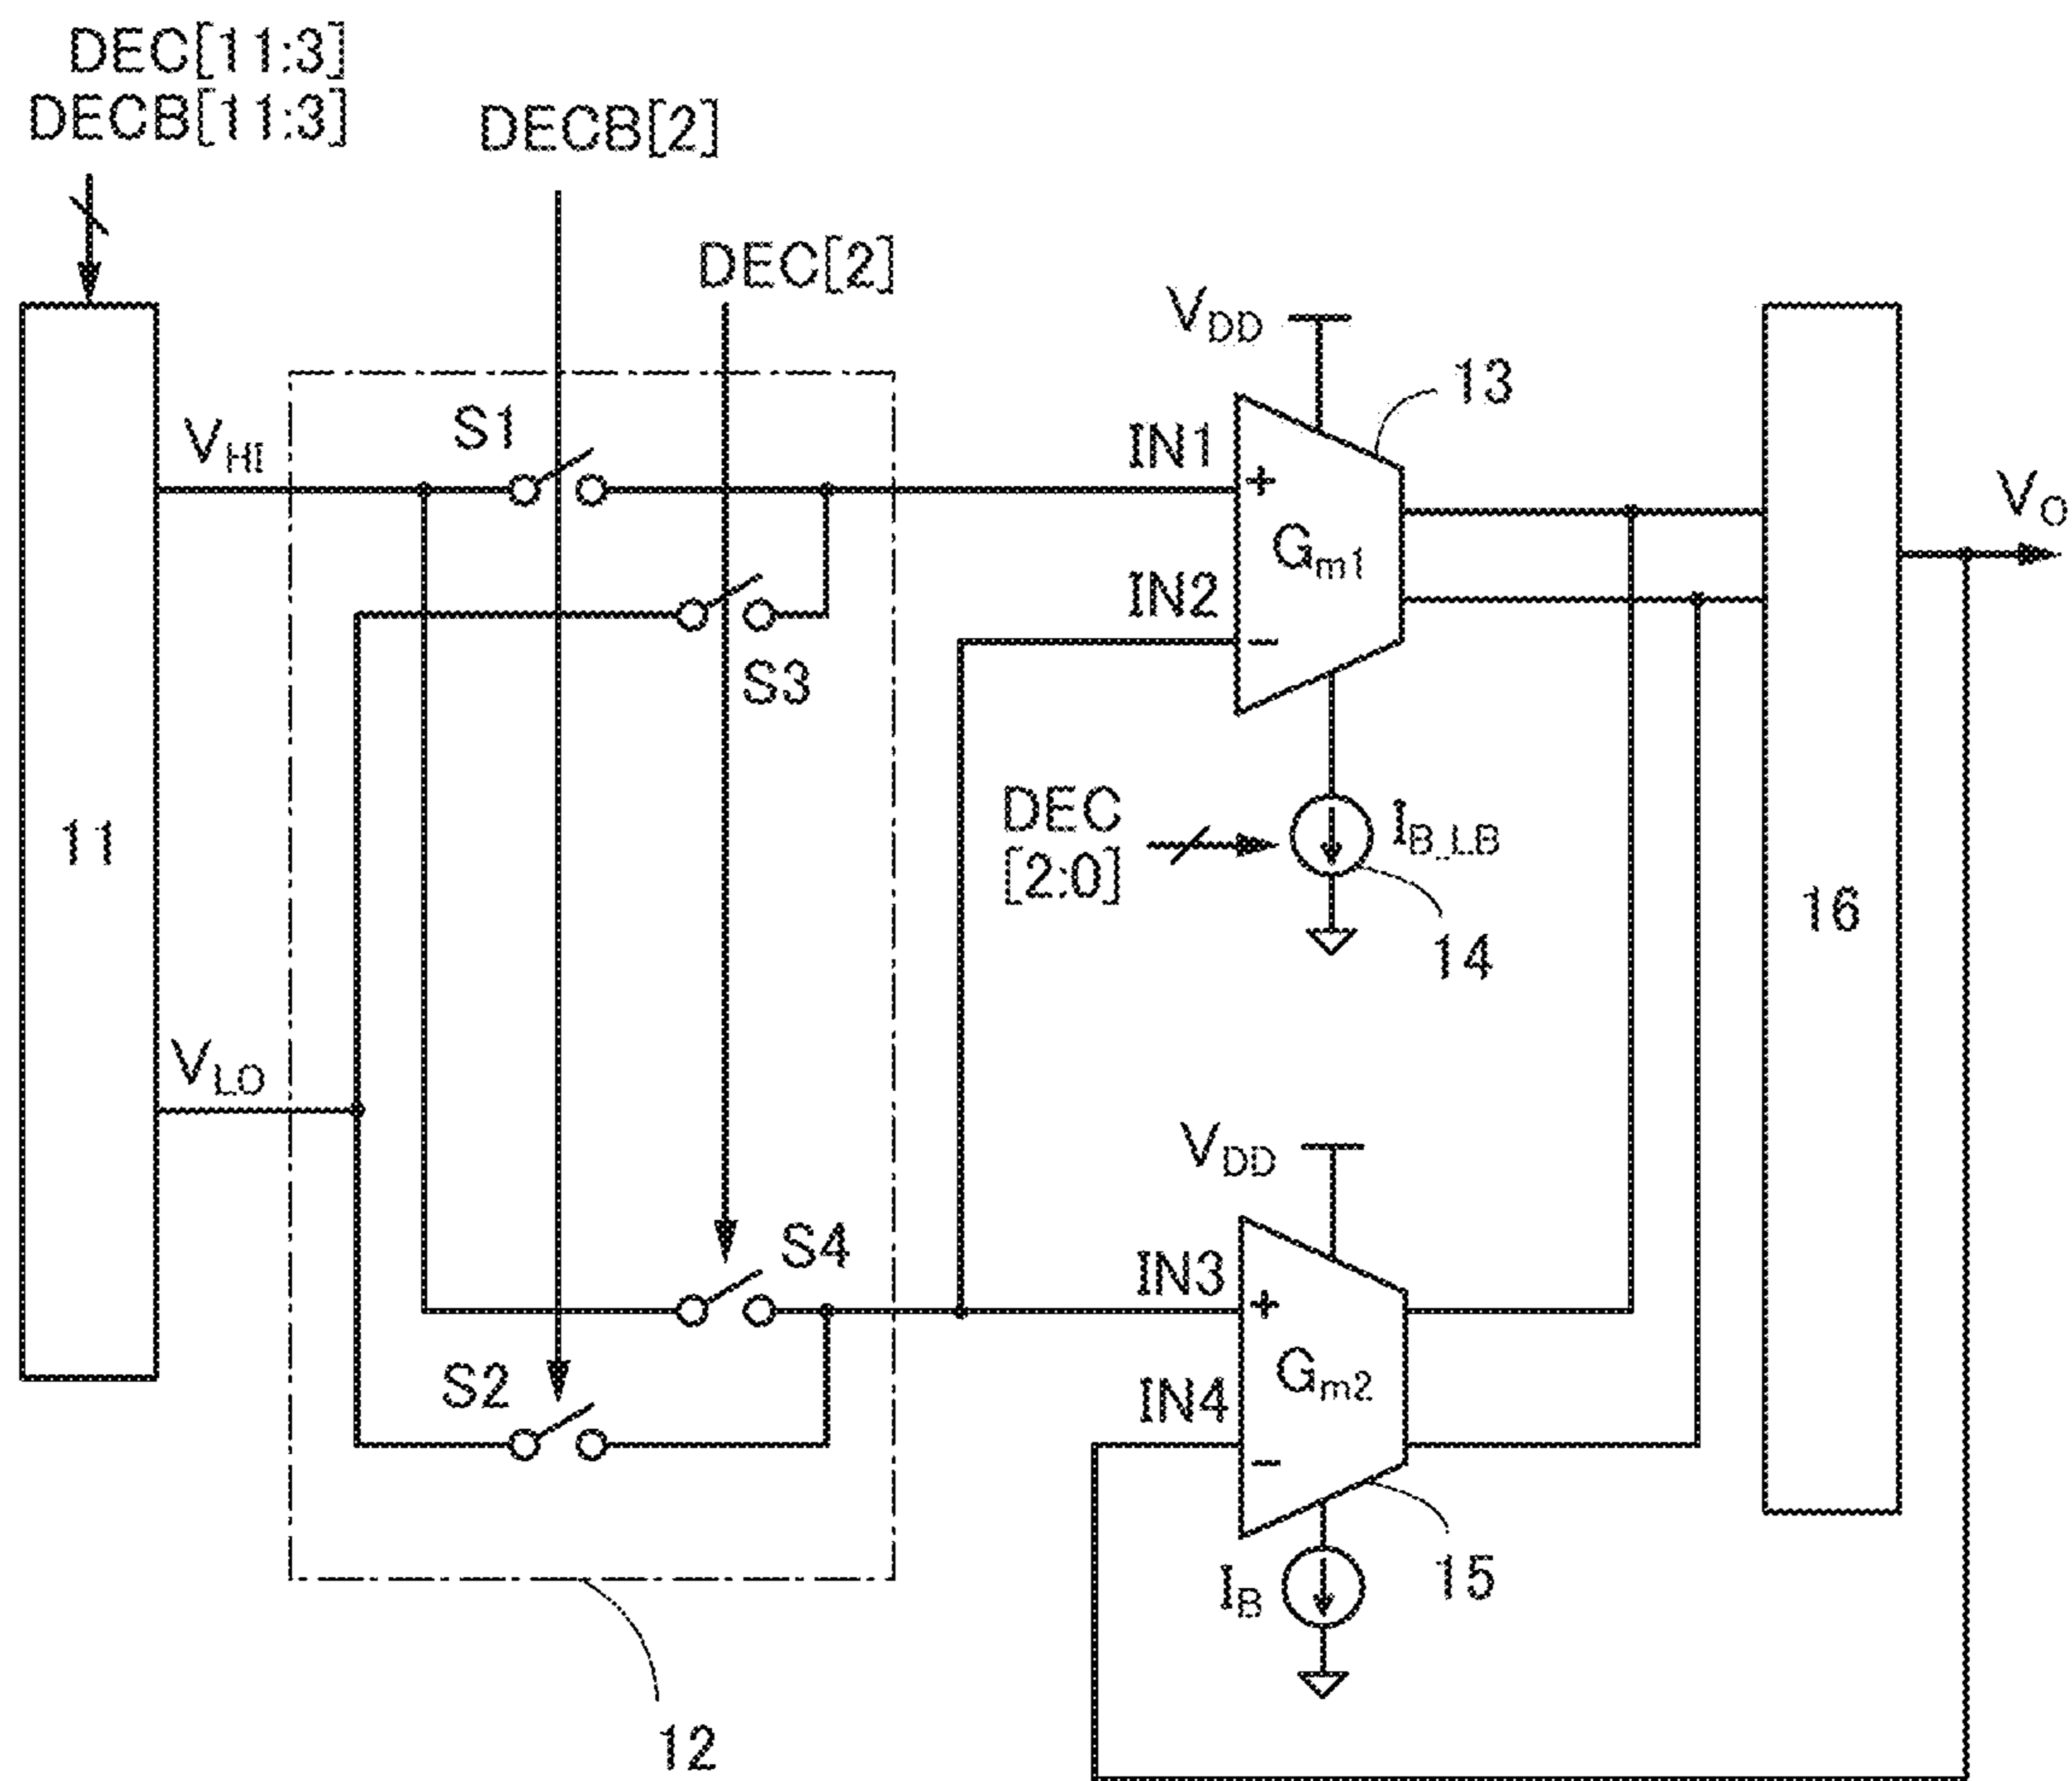 DEC[11:3]
DECB[11:3]
DECB[2]
DEC[2]
VDD
13
S1
VHI
IN1
+
Gm1
VO
IN2
−
S3
DEC
[2:0]
IB_LB
11
14
16
VLO
VDD
S4
IN3
+
Gm2
S2
IN4
−
15
IB
12